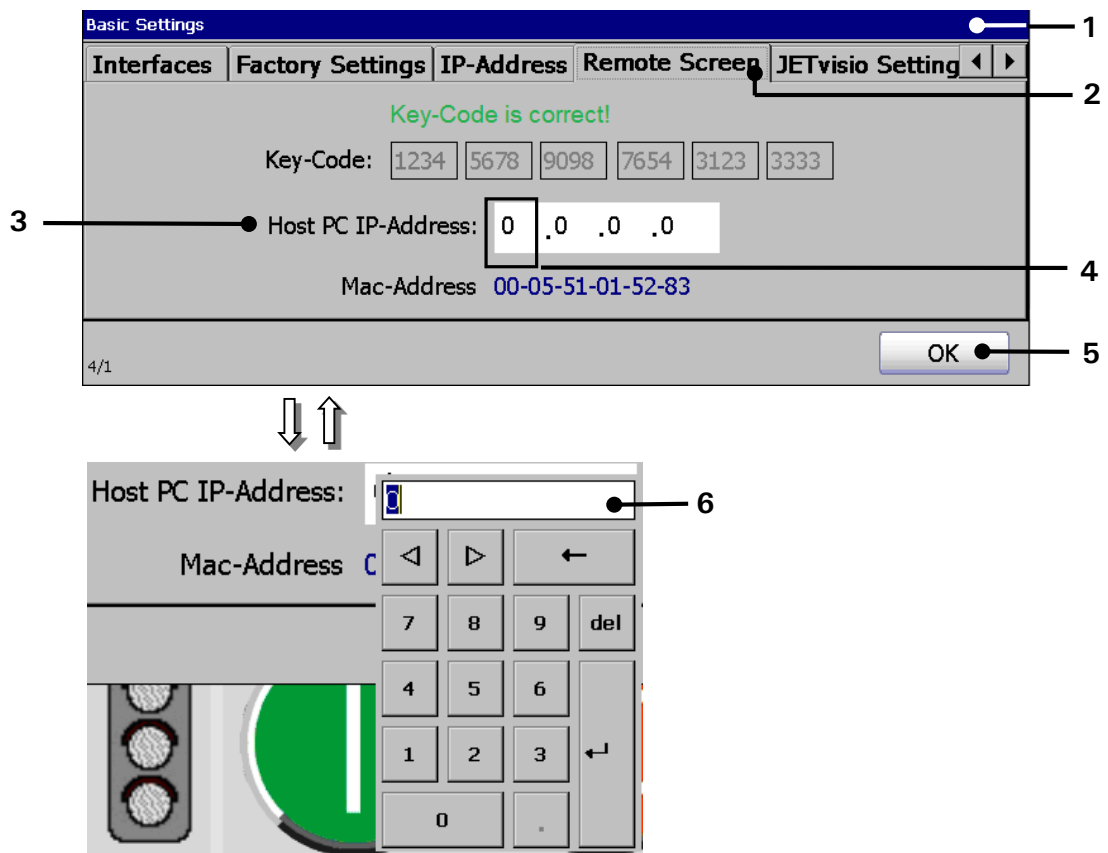 Basic Settings
1
Interfaces Factory Settings IP-Address Remote Screen JETvisio Setting
2
Key-Code is correct!
Key-Code: 1234 5678 9098 7654 3123 3333
3
Host PC IP-Address: 0 .0 .0 .0
4
Mac-Address 00-05-51-01-52-83
OK
5
4/1
Host PC IP-Address:
0
6
Mac-Address
7 8 9 del
4 5 6
1 2 3
0 .